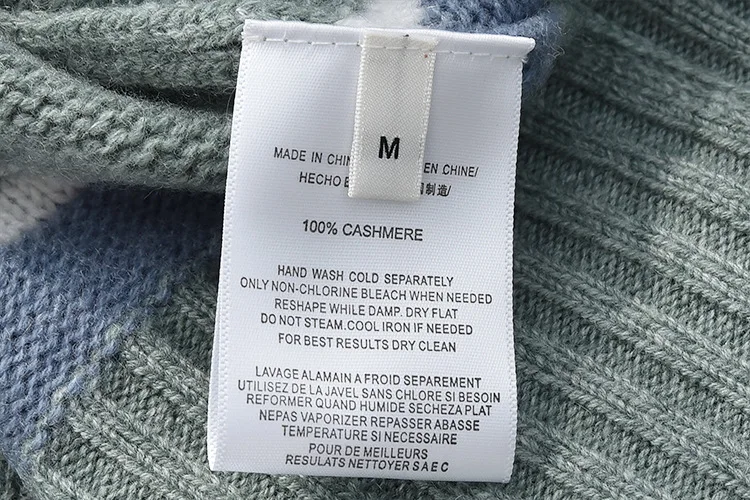 M
MADE IN CHIN EN CHINE/
HECHO 制造/
100% CASHMERE
HAND WASH COLD SEPARATELY
ONLY NON-CHLORINE BLEACH WHEN NEEDED
RESHAPE WHILE DAMP. DRY FLAT
DO NOT STEAM.COOL IRON IF NEEDED
FOR BEST RESULTS DRY CLEAN
LAVAGE ALAMAIN A FROID SEPAREMENT
UTILISEZ DE LA JAVEL SANS CHLORE SI BESOIN
REFORMER QUAND HUMIDE SECHEZA PLAT
NEPAS VAPORIZER REPASSER ABASSE
TEMPERATURE SI NECESSAIRE
POUR DE MEILLEURS
RESULATS NETTOYER S A E C